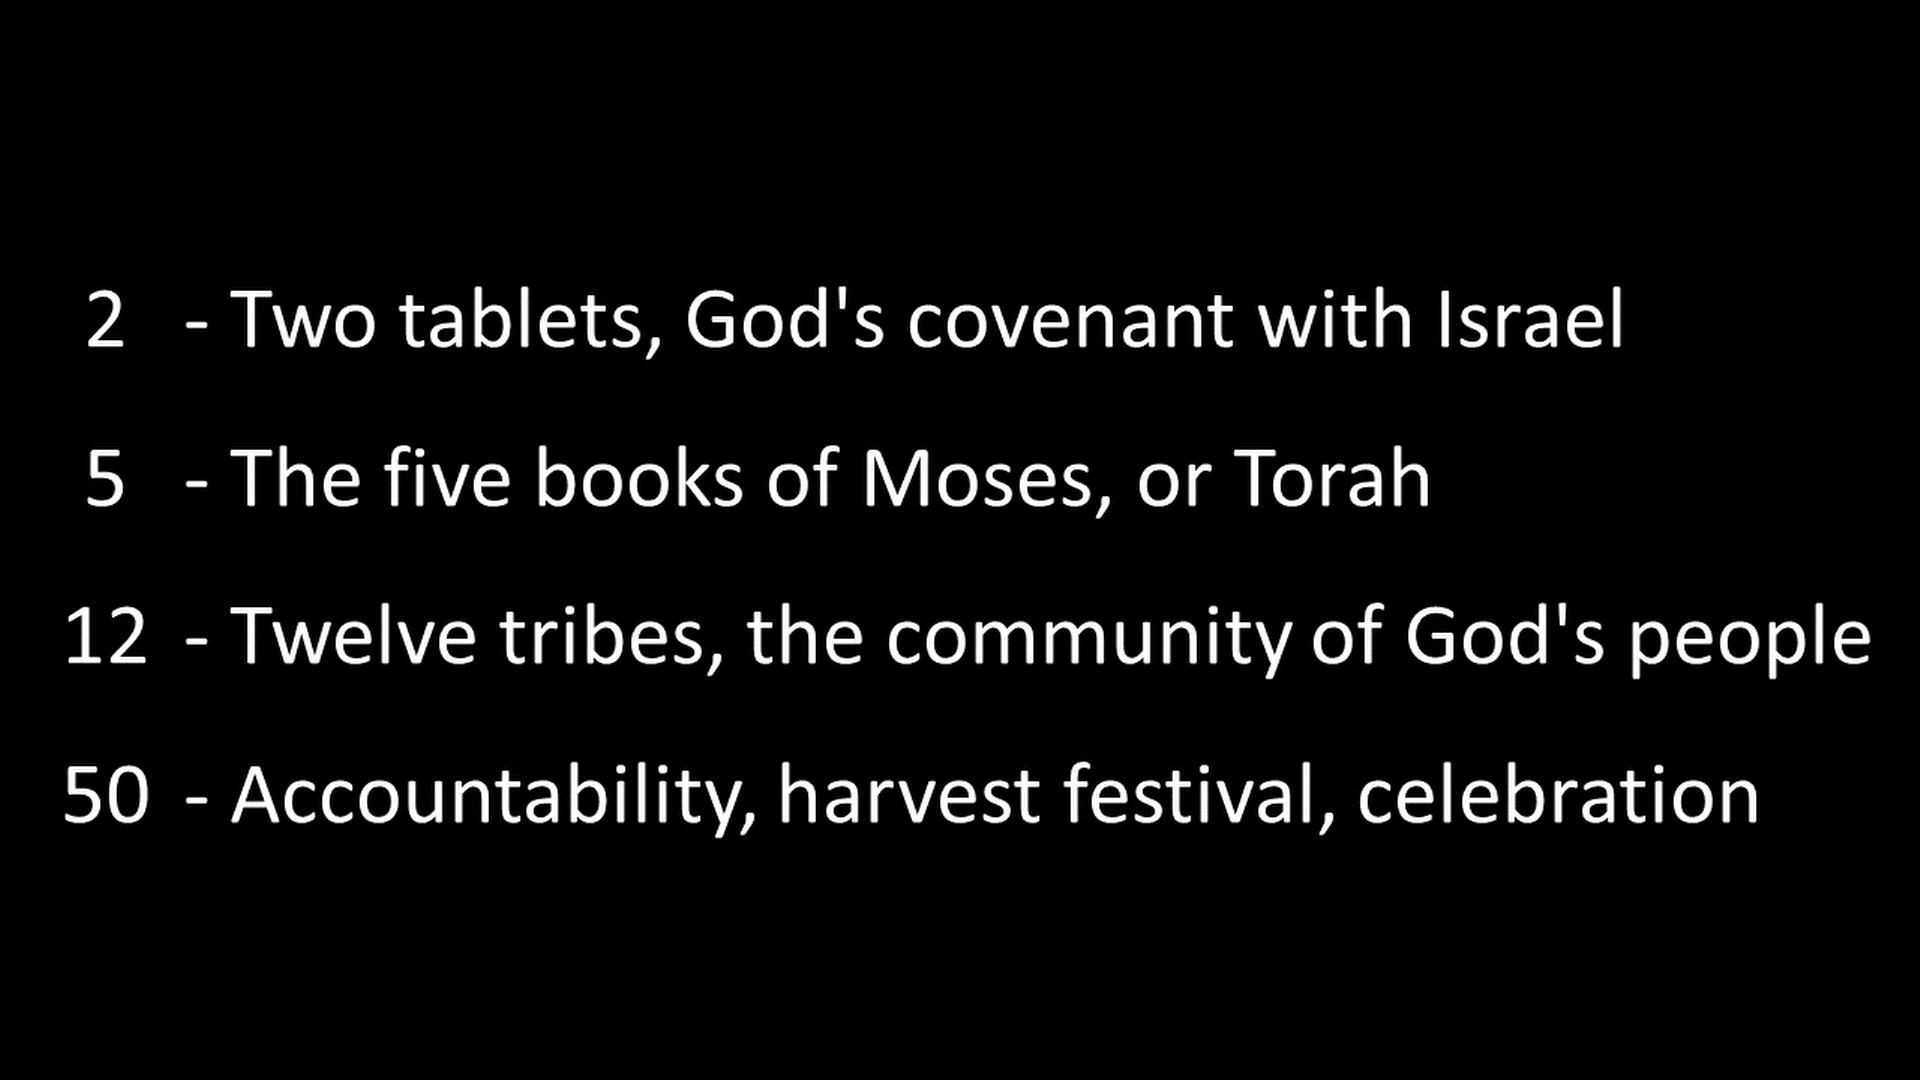 2 - Two tablets, God's covenant with Israel
5 - The five books of Moses, or Torah
12 - Twelve tribes, the community of God's people
50 - Accountability, harvest festival, celebration